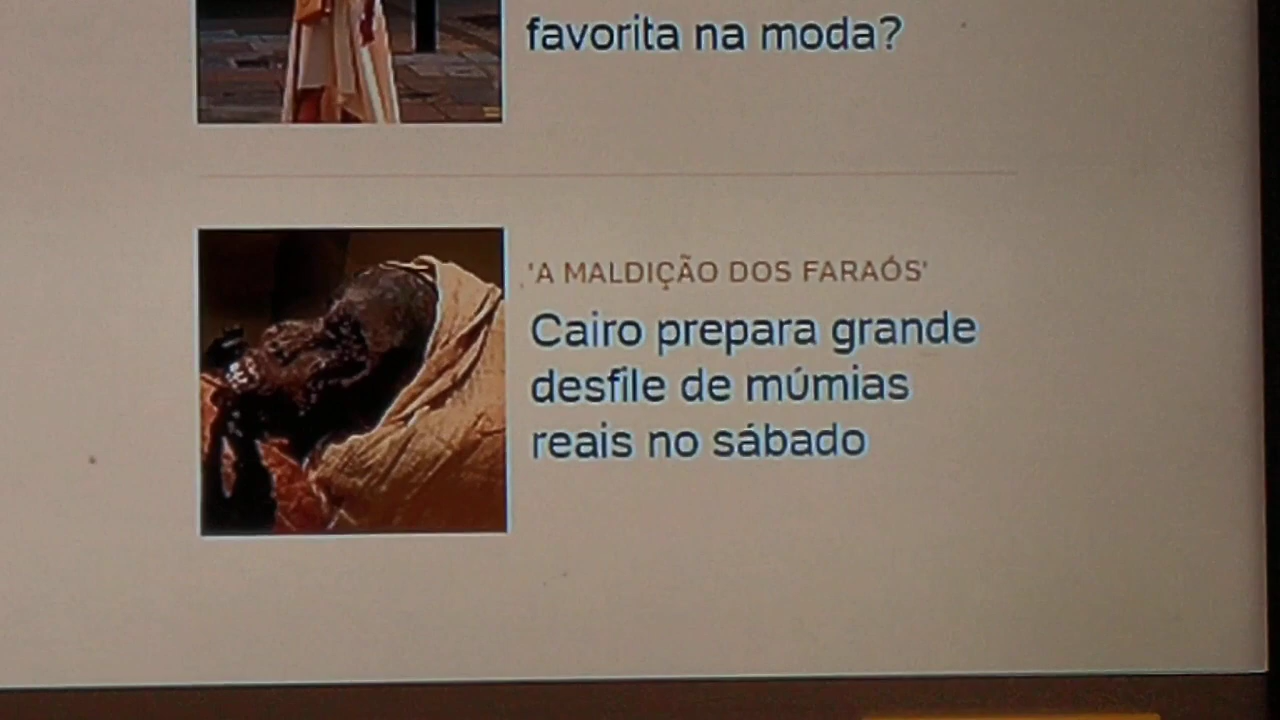 favorita na moda?
'A MALDIÇÃO DOS FARAÓS'
Cairo prepara grande
desfile de múmias
reais no sábado